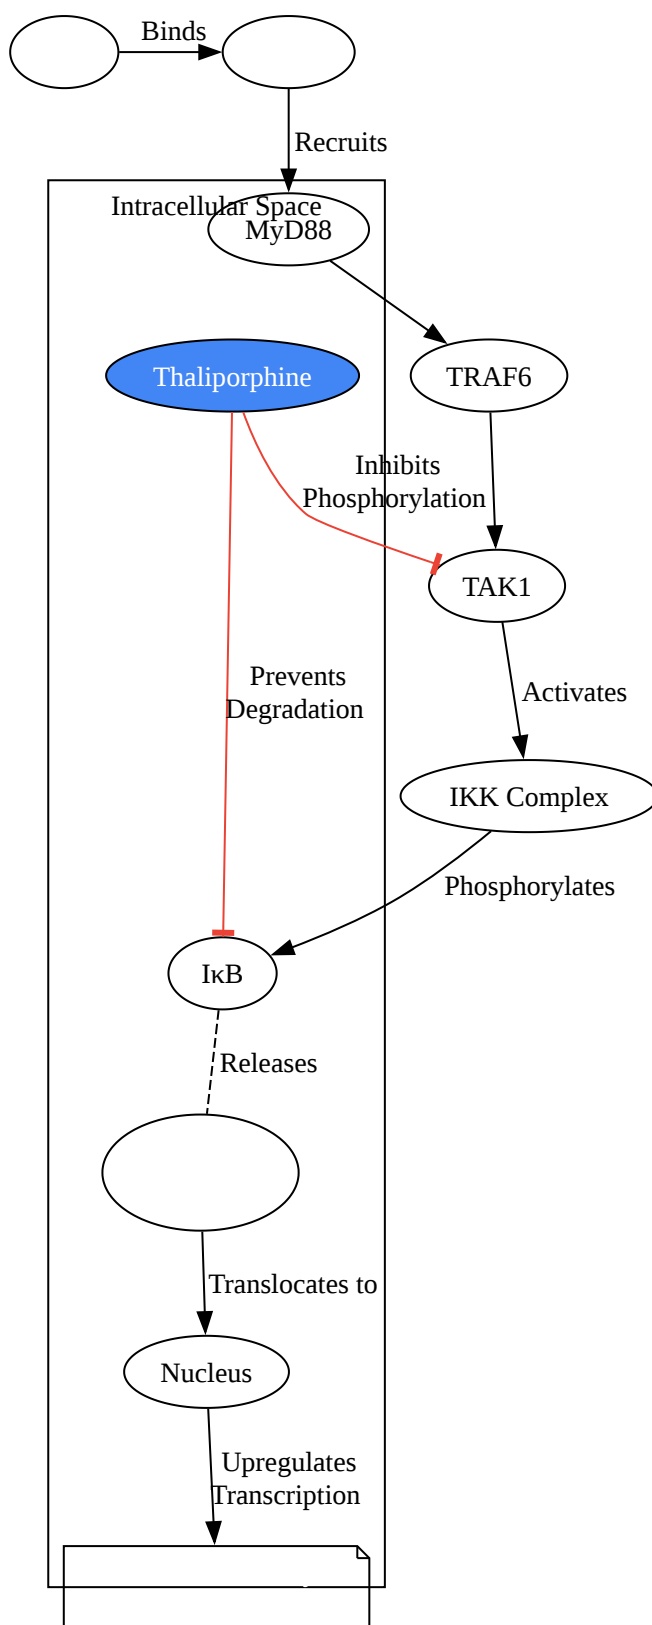 Binds
Recruits
Intracellular Space
MyD88
Thaliporphine
TRAF6
Inhibits
Phosphorylation
TAK1
Prevents
Degradation
Activates
IKK Complex
Phosphorylates
IκB
Releases
Translocates to
Nucleus
Upregulates
Transcription